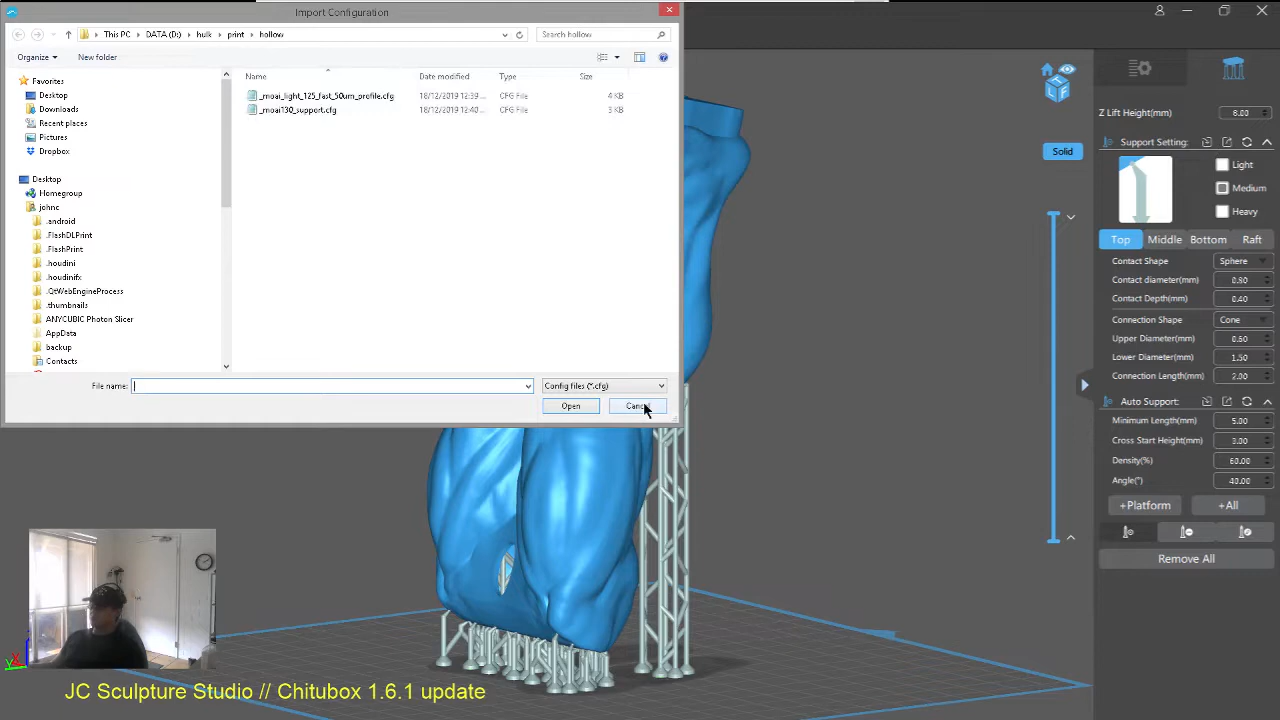 Import Configuration
This PC
DATA (D:)
hulk
print
hollow
Search hollow
Organize
New folder
Favorites
Desktop
Downloads
Recent places
Pictures
Dropbox
Desktop
Homegroup
johnc
.android
.FlashDLPrint
.FlashPrint
.houdini
.houdinifx
.QtWebEngineProcess
.thumbnails
ANYCUBIC Photon Slicer
AppData
backup
Contacts
Name
Date modified
Type
Size
_moai_light_125_fast_50um_profile.cfg
18/12/2019 12:39...
CFG File
4 KB
_moai130_support.cfg
18/12/2019 12:40...
CFG File
3 KB
File name:
Config files (*.cfg)
Open
Cancel
Solid
Z Lift Height(mm)
6.00
Support Setting:
Light
Medium
Heavy
Top
Middle
Bottom
Raft
Contact Shape
Sphere
Contact diameter(mm)
0.80
Contact Depth(mm)
0.40
Connection Shape
Cone
Upper Diameter(mm)
0.60
Lower Diameter(mm)
1.50
Connection Length(mm)
2.00
Auto Support:
Minimum Length(mm)
5.00
Cross Start Height(mm)
3.00
Density(%)
60.00
Angle(°)
40.00
+Platform
+All
Remove All
JC Sculpture Studio // Chitubox 1.6.1 update